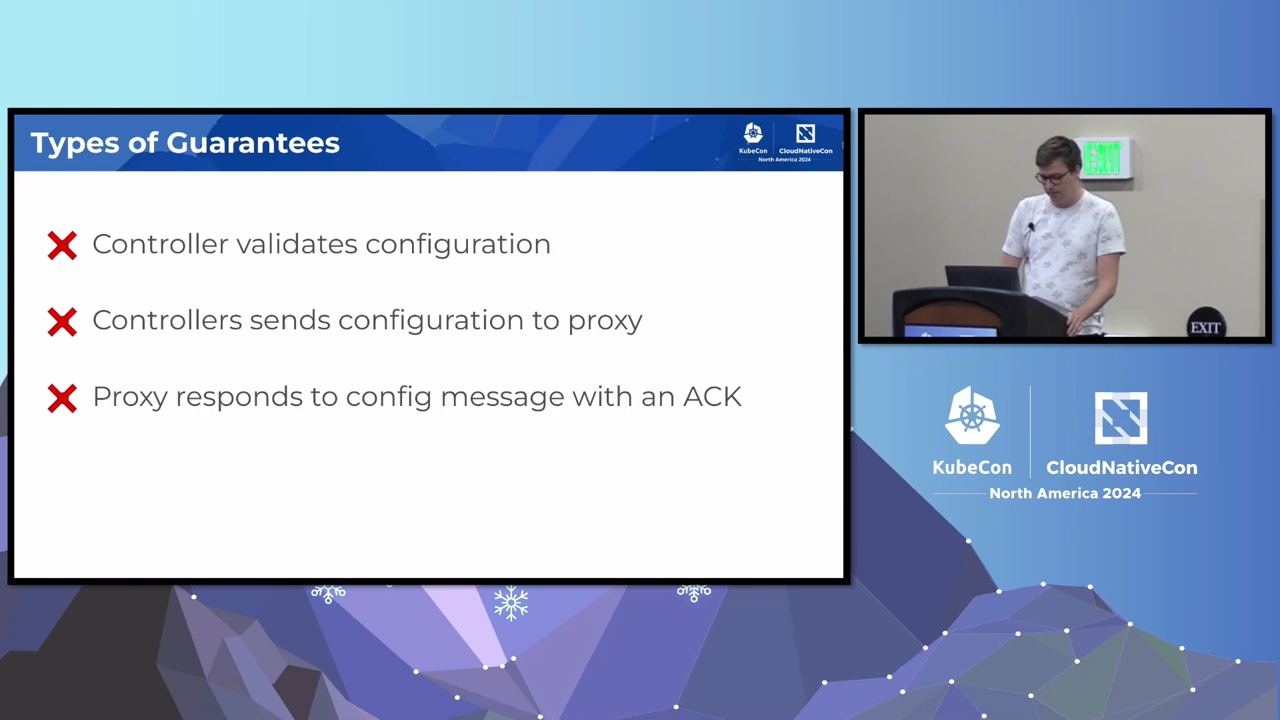 Types of Guarantees
KubeCon
CloudNativeCon
North America 2024
Controller validates configuration
Controllers sends configuration to proxy
Proxy responds to config message with an ACK
EXIT
EXIT
KubeCon
CloudNativeCon
North America 2024